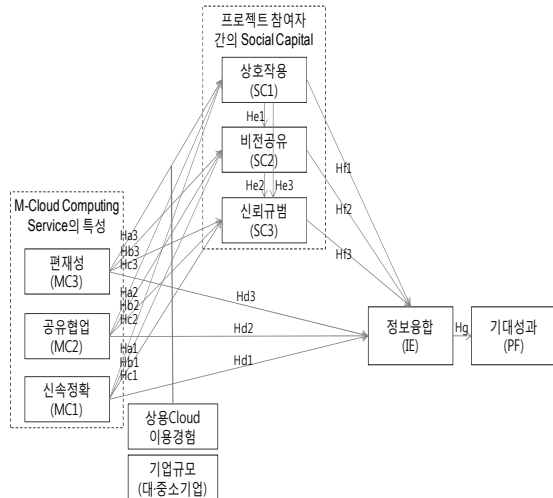 프로젝트 참여자
간의 Social Capital
상호작용
(SC1)
He1
비전공유
(SC2)
He2
He3
신뢰규범
(SC3)
Hf1
Hf2
Hf3
M-Cloud Computing
Service의 특성
편재성
(MC3)
공유협업
(MC2)
신속정확
(MC1)
Ha3
Hb3
Hc3
Ha2
Hb2
Hc2
Ha1
Hb1
Hc1
Hd3
Hd2
Hd1
정보융합
(IE)
Hg
기대성과
(PF)
상용Cloud
이용경험
기업규모
(대·중소기업)